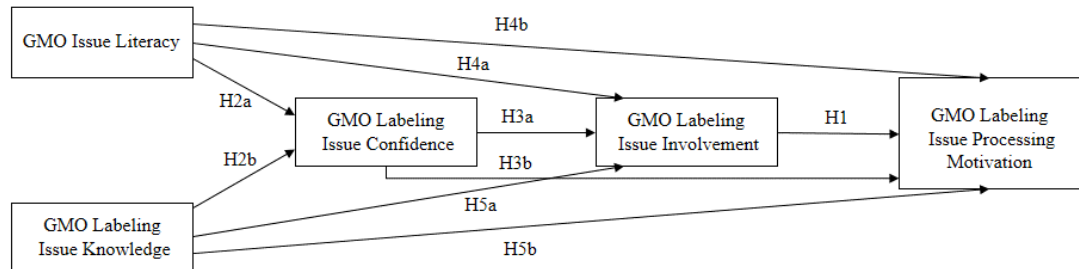 H4b
GMO Issue Literacy
H4a
H2a
GMO Labeling
Issue Confidence
H3a
GMO Labeling
Issue Involvement
H1
GMO Labeling
Issue Processing
Motivation
H2b
H3b
GMO Labeling
Issue Knowledge
H5a
H5b